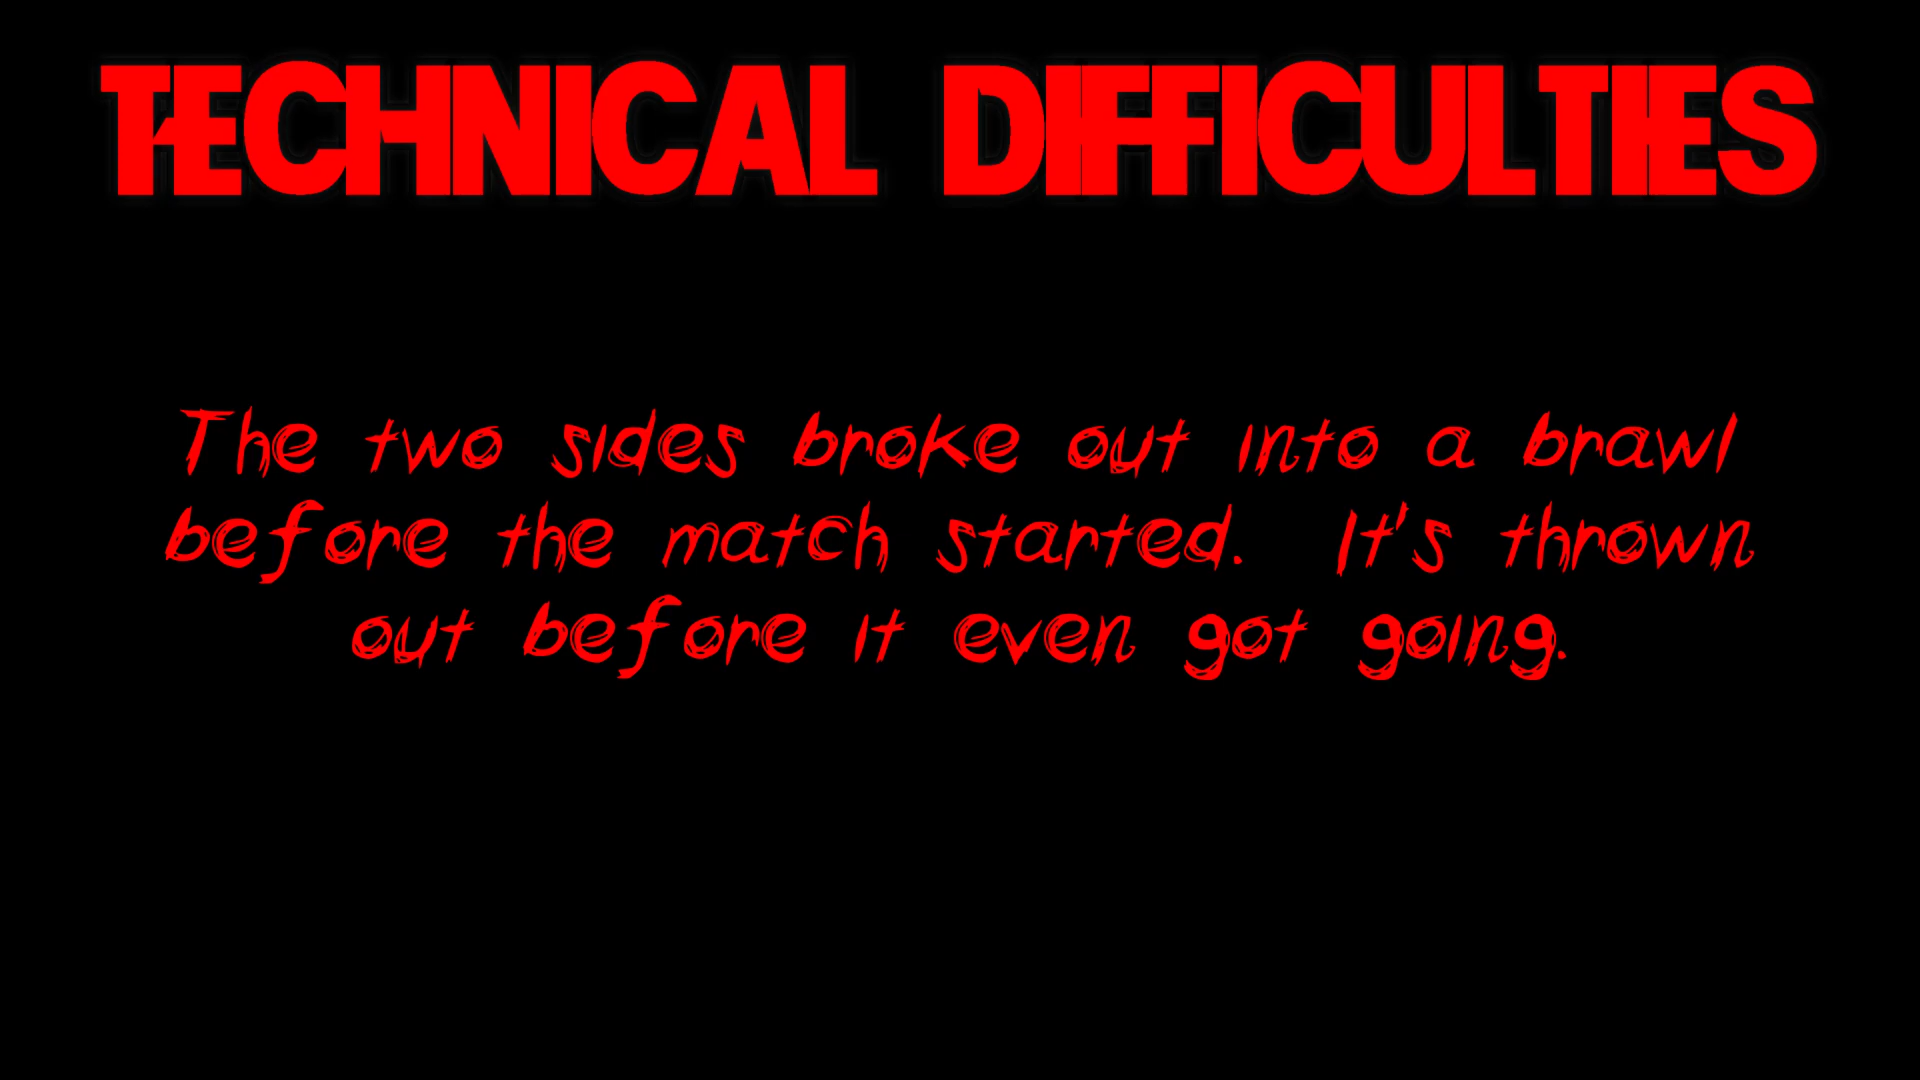 TECHNICAL DIFFICULTIES
The two sides broke out into a brawl
before the match started.  It's thrown
out before it even got going.